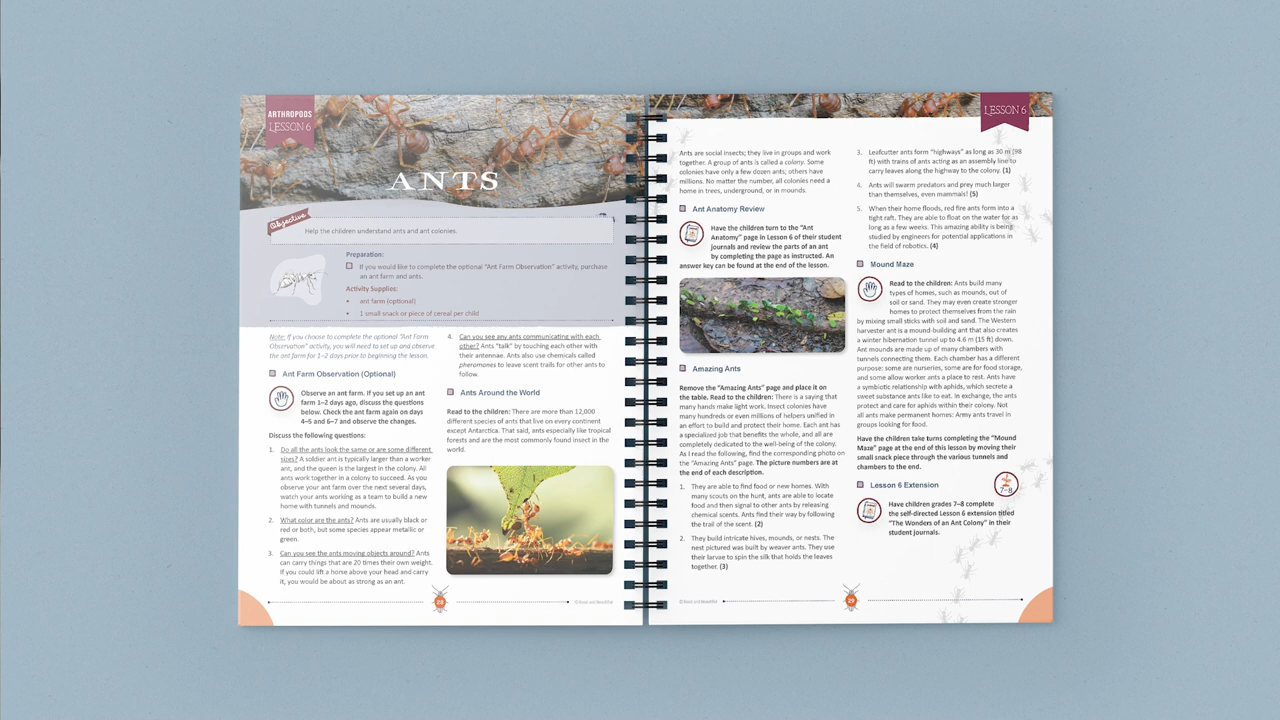 ARTHROPODS
LESSON 6
ANTS
Objective
Help the children understand ants and ant colonies.
Preparation:
If you would like to complete the optional "Ant Farm Observation" activity, purchase
an ant farm and ants.
Activity Supplies:
• ant farm (optional)
• 1 small snack or piece of cereal per child
Note: If you choose to complete the optional "Ant Farm
Observation" activity, you will need to set up and observe
the ant farm for 1–2 days prior to beginning the lesson.
Ant Farm Observation (Optional)
Observe an ant farm. If you set up an ant
farm 1–2 days ago, discuss the questions
below. Check the ant farm again on days
4–5 and 6–7 and observe the changes.
Discuss the following questions:
1. Do all the ants look the same or are some different
sizes? A soldier ant is typically larger than a worker
ant, and the queen is the largest in the colony. All
ants work together in a colony to succeed. As you
observe your ant farm over the next several days,
watch your ants working as a team to build a new
home with tunnels and mounds.
2. What color are the ants? Ants are usually black or
red or both, but some species appear metallic or
green.
3. Can you see the ants moving objects around? Ants
can carry things that are 20 times their own weight.
If you could lift a horse above your head and carry
it, you would be about as strong as an ant.
4. Can you see any ants communicating with each
other? Ants "talk" by touching each other with
their antennae. Ants also use chemicals called
pheromones to leave scent trails for other ants to
follow.
Ants Around the World
Read to the children: There are more than 12,000
different species of ants that live on every continent
except Antarctica. That said, ants especially like tropical
forests and are the most commonly found insect in the
world.
28
© Good and Beautiful
LESSON 6
Ants are social insects; they live in groups and work
together. A group of ants is called a colony. Some
colonies have only a few dozen ants; others have
millions. No matter the number, all colonies need a
home in trees, underground, or in mounds.
Ant Anatomy Review
Have the children turn to the "Ant
Anatomy" page in Lesson 6 of their student
journals and review the parts of an ant
by completing the page as instructed. An
answer key can be found at the end of the lesson.
Amazing Ants
Remove the "Amazing Ants" page and place it on
the table. Read to the children: There is a saying that
many hands make light work. Insect colonies have
many hundreds or even millions of helpers unified in
an effort to build and protect their home. Each ant has
a specialized job that benefits the whole, and all are
completely dedicated to the well-being of the colony.
As I read the following, find the corresponding photo on
the "Amazing Ants" page. The picture numbers are at
the end of each description.
1. They are able to find food or new homes. With
many scouts on the hunt, ants are able to locate
food and then signal to other ants by releasing
chemical scents. Ants find their way by following
the trail of the scent. (2)
2. They build intricate hives, mounds, or nests. The
nest pictured was built by weaver ants. They use
their larvae to spin the silk that holds the leaves
together. (3)
3. Leafcutter ants form "highways" as long as 30 m (98
ft) with trains of ants acting as an assembly line to
carry leaves along the highway to the colony. (1)
4. Ants will swarm predators and prey much larger
than themselves, even mammals! (5)
5. When their home floods, red fire ants form into a
tight raft. They are able to float on the water for as
long as a few weeks. This amazing ability is being
studied by engineers for potential applications in
the field of robotics. (4)
Mound Maze
Read to the children: Ants build many
types of homes, such as mounds, out of
soil or sand. They may even create stronger
homes to protect themselves from the rain
by mixing small sticks with soil and sand. The Western
harvester ant is a mound-building ant that also creates
a winter hibernation tunnel up to 4.6 m (15 ft) down.
Ant mounds are made up of many chambers with
tunnels connecting them. Each chamber has a different
purpose: some are nurseries, some are for food storage,
and some allow worker ants a place to rest. Ants have
a symbiotic relationship with aphids, which secrete a
sweet substance ants like to eat. In exchange, the ants
protect and care for aphids within their colony. Not
all ants make permanent homes: Army ants travel in
groups looking for food.
Have the children take turns completing the "Mound
Maze" page at the end of this lesson by moving their
small snack piece through the various tunnels and
chambers to the end.
Lesson 6 Extension
7–8
Have children grades 7–8 complete
the self-directed Lesson 6 extension titled
"The Wonders of an Ant Colony" in their
student journals.
© Good and Beautiful
29